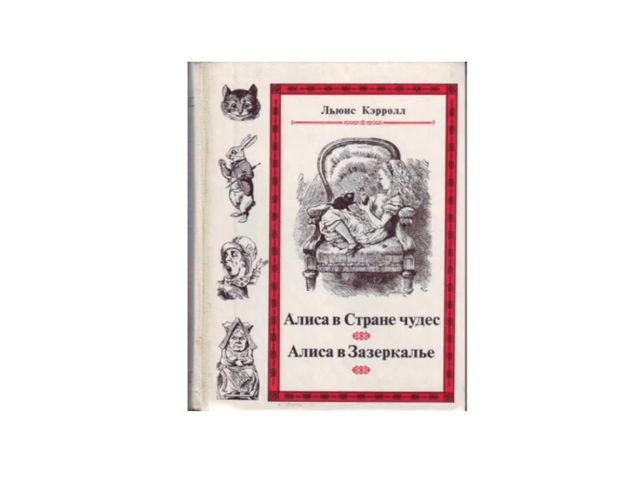 Льюис Кэрролл
Алиса в Стране чудес
Алиса в Зазеркалье